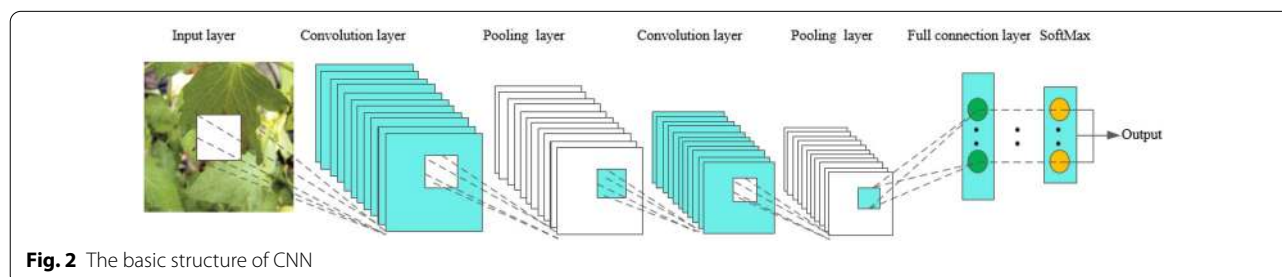 Input layer Convolution layer Pooling layer Convolution layer Pooling layer Full connection layer SoftMax
Output
Fig. 2 The basic structure of CNN